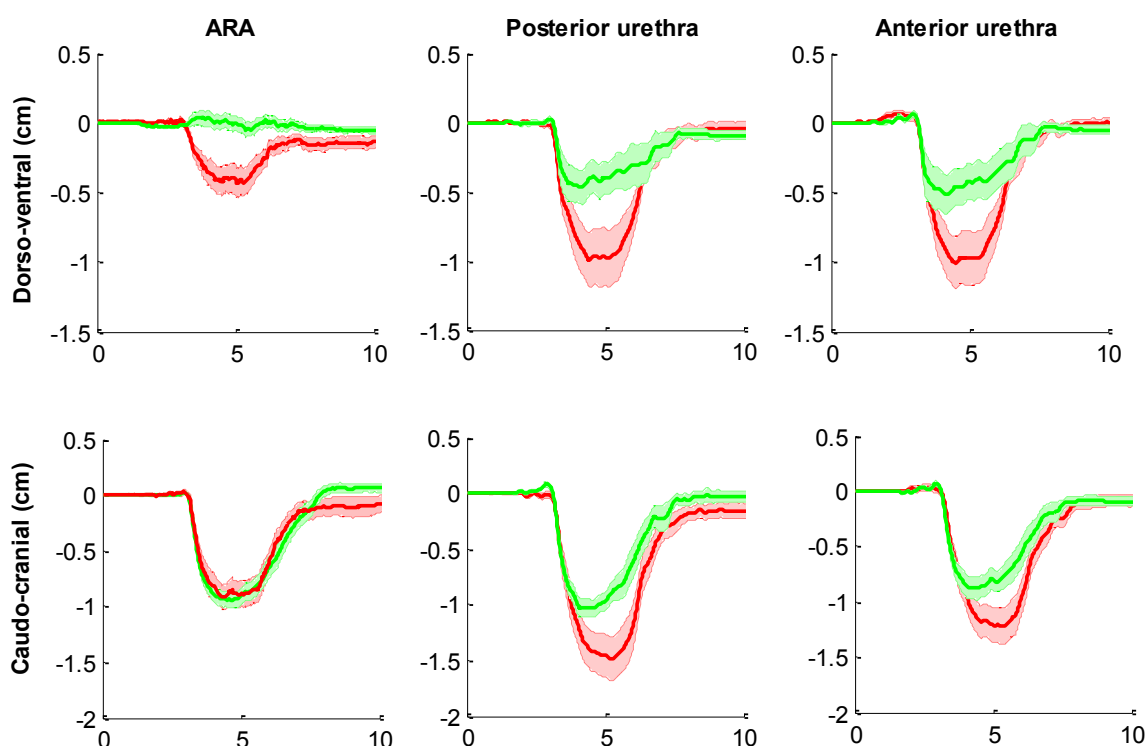 ARA Posterior urethra Anterior urethra
Dorso-ventral (cm)
0.5 0.5 0.5
0 0 0
-0.5 -0.5 -0.5
-1 -1 -1
-1.5 -1.5 -1.5
0 5 10 0 5 10 0 5 10
Caudo-cranial (cm)
0.5 0.5 0.5
0 0 0
-0.5 -0.5 -0.5
-1 -1 -1
-1.5 -1.5 -1.5
-2 -2 -2
0 5 10 0 5 10 0 5 10